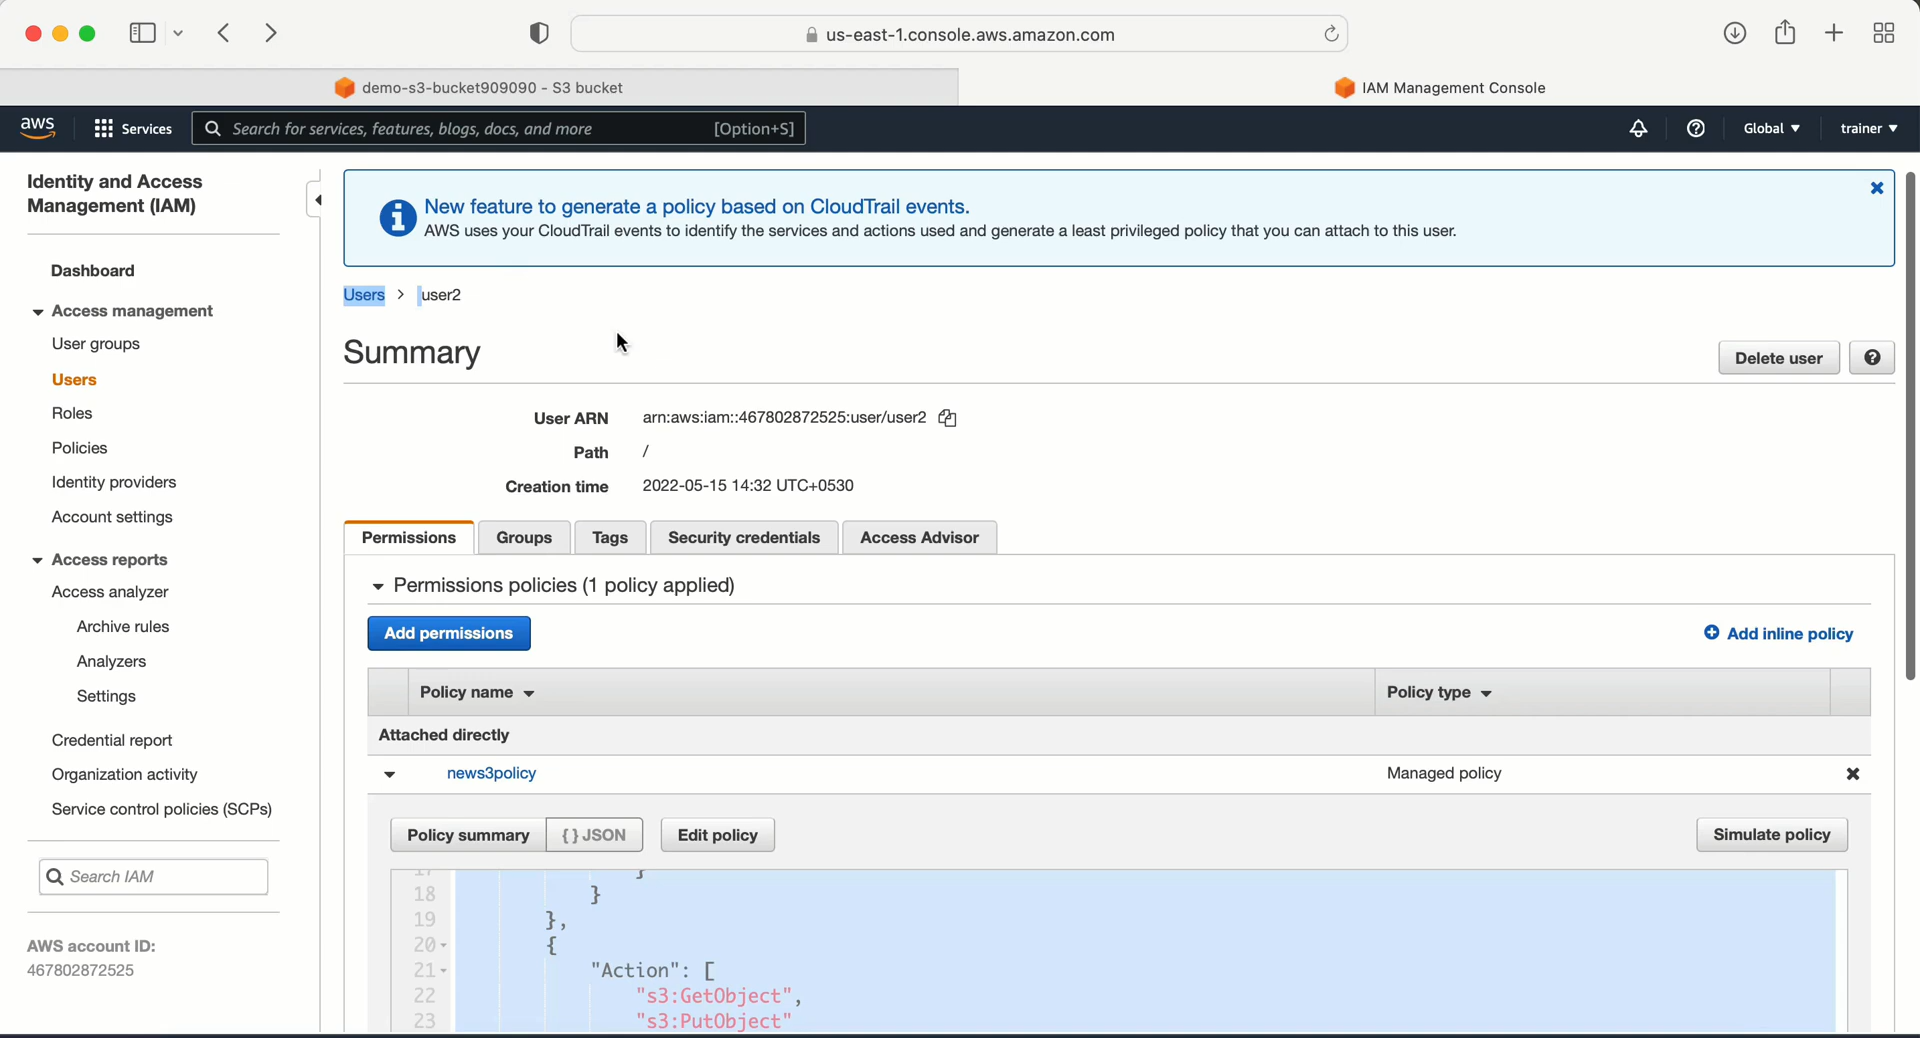 us-east-1.console.aws.amazon.com
demo-s3-bucket909090 - S3 bucket
IAM Management Console
aws
Services
Search for services, features, blogs, docs, and more
[Option+S]
Global
trainer
Identity and Access
Management (IAM)
Dashboard
Access management
User groups
Users
Roles
Policies
Identity providers
Account settings
Access reports
Access analyzer
Archive rules
Analyzers
Settings
Credential report
Organization activity
Service control policies (SCPs)
Search IAM
AWS account ID:
467802872525
New feature to generate a policy based on CloudTrail events.
AWS uses your CloudTrail events to identify the services and actions used and generate a least privileged policy that you can attach to this user.
Users > user2
Summary
Delete user
User ARN arn:aws:iam::467802872525:user/user2
Path /
Creation time 2022-05-15 14:32 UTC+0530
Permissions
Groups
Tags
Security credentials
Access Advisor
Permissions policies (1 policy applied)
Add permissions
Add inline policy
Policy name
Policy type
Attached directly
news3policy
Managed policy
Policy summary
{ } JSON
Edit policy
Simulate policy
18 }
19 },
20 {
21 "Action": [
22 "s3:GetObject",
23 "s3:PutObject"